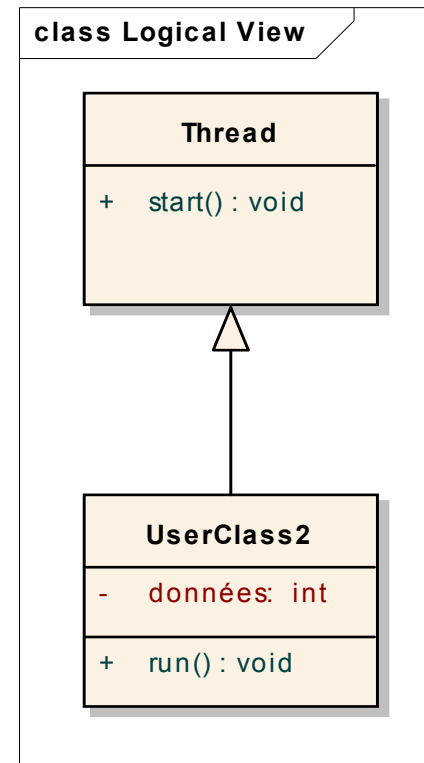 class Logical View
Thread
+ start() : void
UserClass2
- données: int
+ run() : void